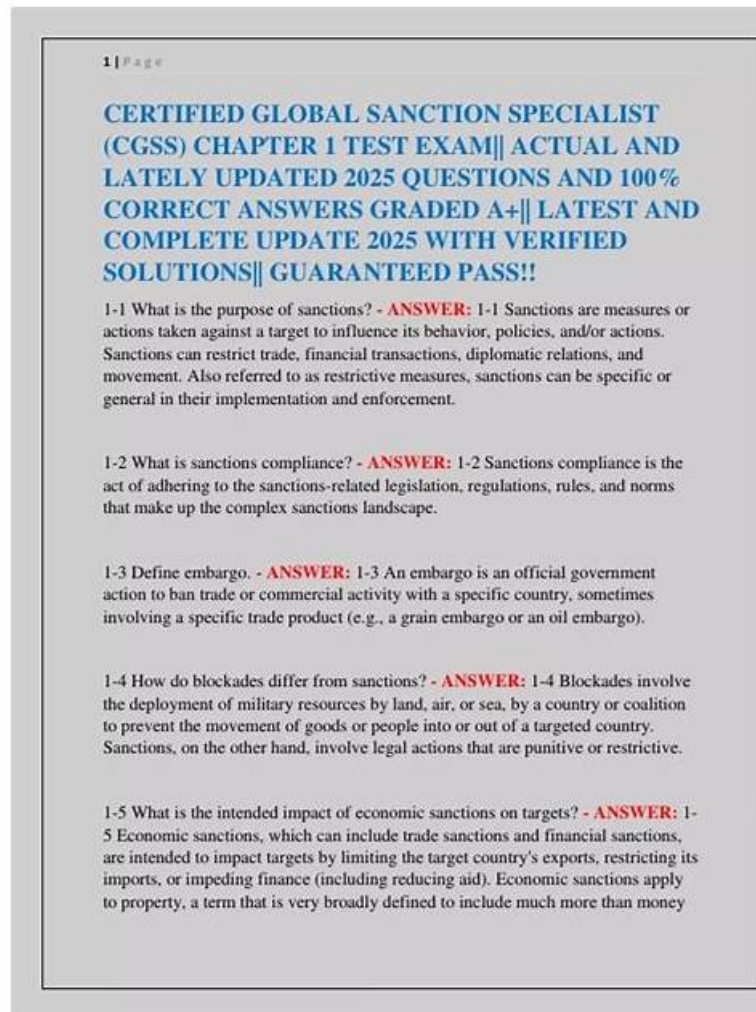 1 | Page
CERTIFIED GLOBAL SANCTION SPECIALIST
(CGSS) CHAPTER 1 TEST EXAM|| ACTUAL AND
LATELY UPDATED 2025 QUESTIONS AND 100%
CORRECT ANSWERS GRADED A+|| LATEST AND
COMPLETE UPDATE 2025 WITH VERIFIED
SOLUTIONS|| GUARANTEED PASS!!
1-1 What is the purpose of sanctions? - ANSWER: 1-1 Sanctions are measures or
actions taken against a target to influence its behavior, policies, and/or actions.
Sanctions can restrict trade, financial transactions, diplomatic relations, and
movement. Also referred to as restrictive measures, sanctions can be specific or
general in their implementation and enforcement.
1-2 What is sanctions compliance? - ANSWER: 1-2 Sanctions compliance is the
act of adhering to the sanctions-related legislation, regulations, rules, and norms
that make up the complex sanctions landscape.
1-3 Define embargo. - ANSWER: 1-3 An embargo is an official government
action to ban trade or commercial activity with a specific country, sometimes
involving a specific trade product (e.g., a grain embargo or an oil embargo).
1-4 How do blockades differ from sanctions? - ANSWER: 1-4 Blockades involve
the deployment of military resources by land, air, or sea, by a country or coalition
to prevent the movement of goods or people into or out of a targeted country.
Sanctions, on the other hand, involve legal actions that are punitive or restrictive.
1-5 What is the intended impact of economic sanctions on targets? - ANSWER: 1-
5 Economic sanctions, which can include trade sanctions and financial sanctions,
are intended to impact targets by limiting the target country's exports, restricting its
imports, or impeding finance (including reducing aid). Economic sanctions apply
to property, a term that is very broadly defined to include much more than money